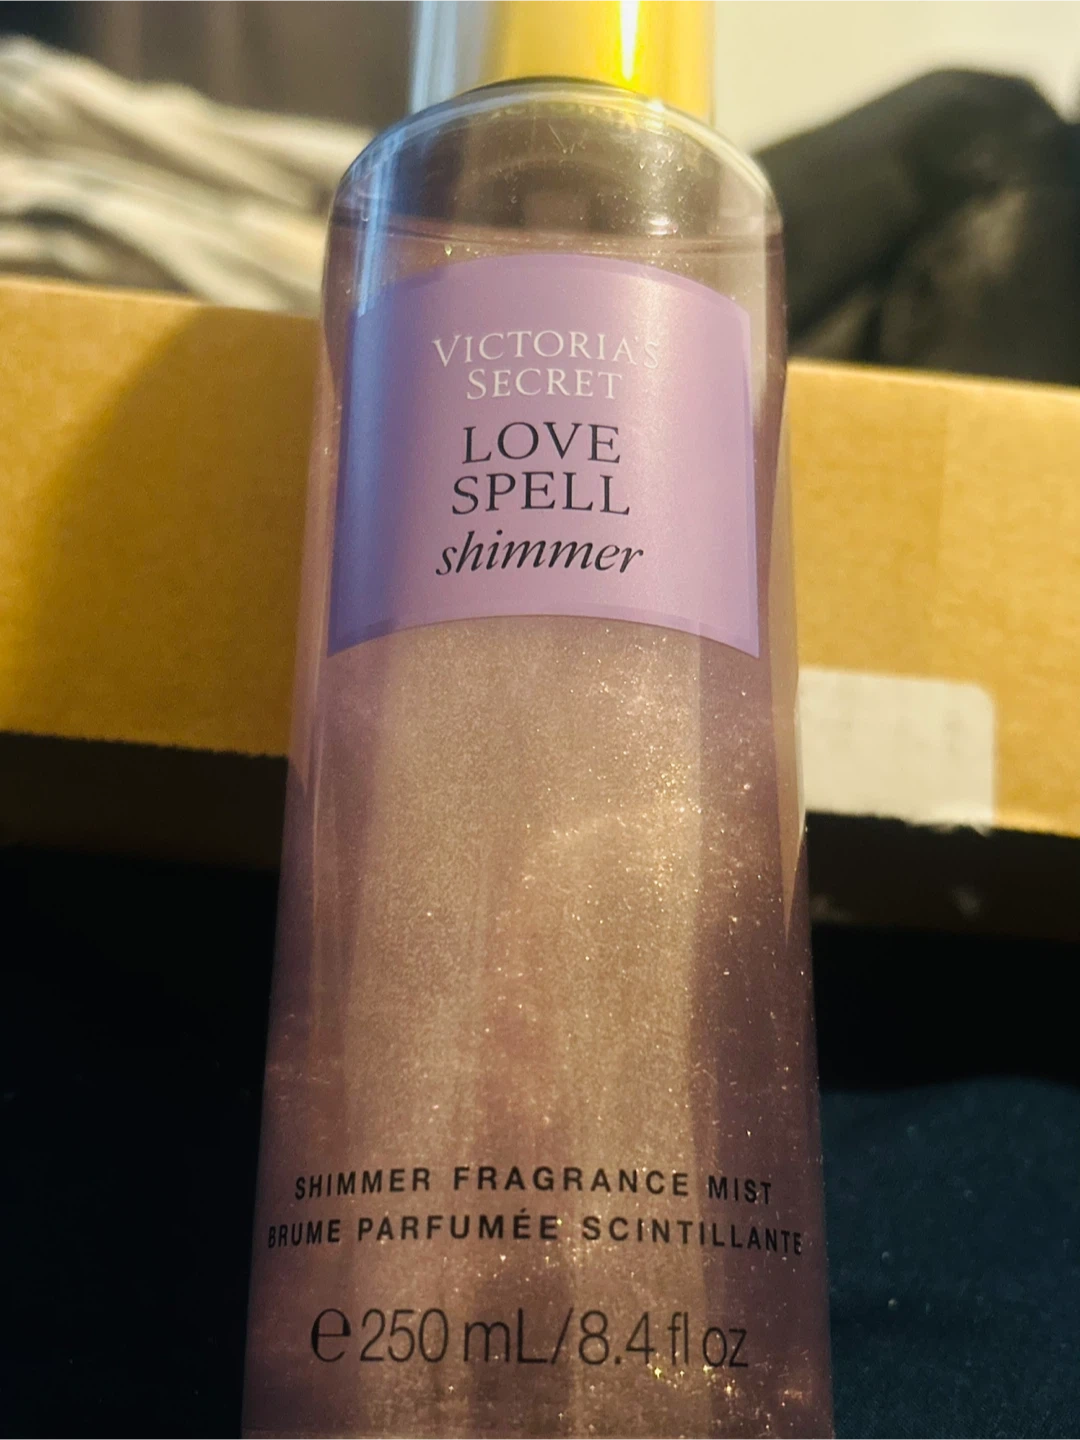 VICTORIA'S
SECRET
LOVE
SPELL
shimmer
SHIMMER FRAGRANCE MIST
BRUME PARFUMÉE SCINTILLANTE
℮250 mL/8.4 fl oz